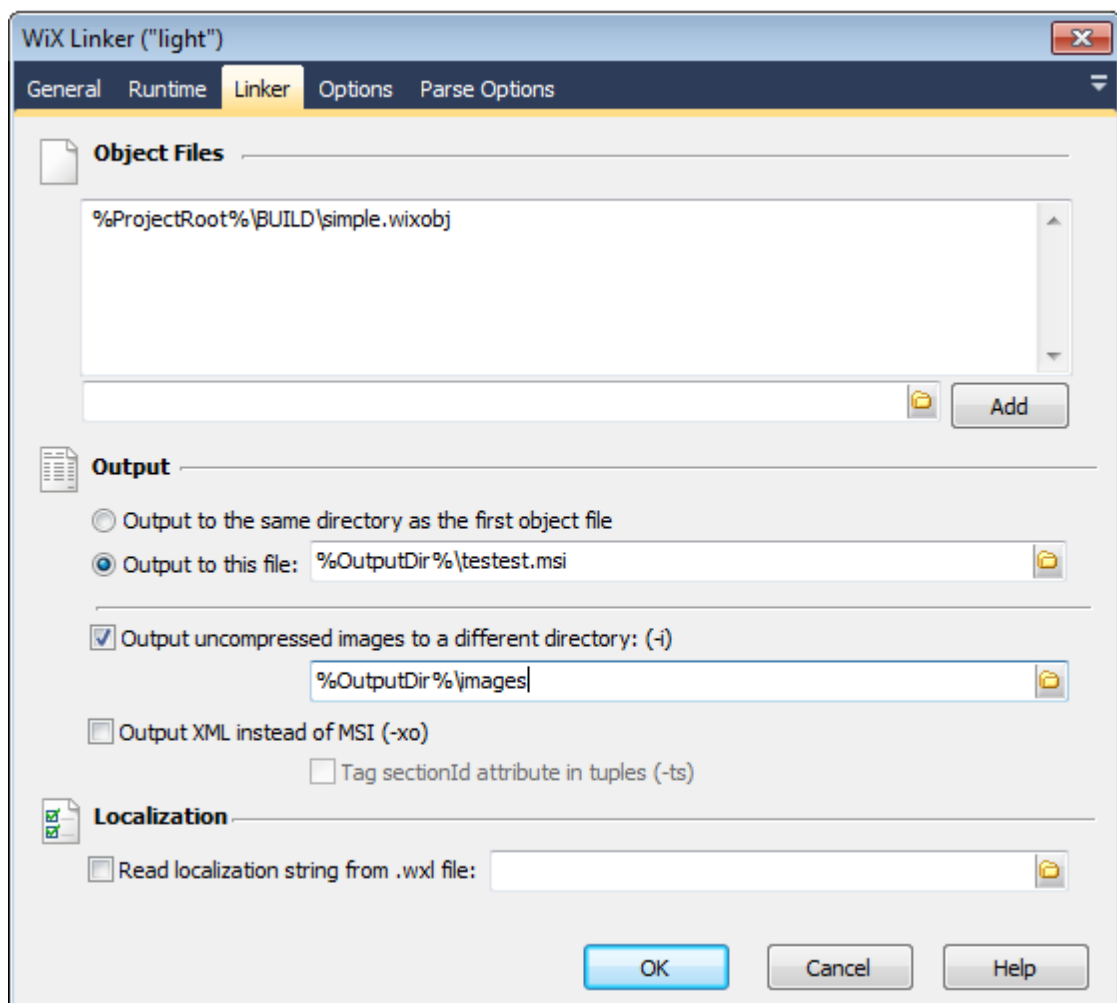 WiX Linker ("light")
General Runtime Linker Options Parse Options
Object Files
%ProjectRoot%\BUILD\simple.wixobj
Add
Output
Output to the same directory as the first object file
Output to this file: %OutputDir%\testest.msi
Output uncompressed images to a different directory: (-i)
%OutputDir%\images
Output XML instead of MSI (-xo)
Tag sectionId attribute in tuples (-ts)
Localization
Read localization string from .wxl file:
OK Cancel Help